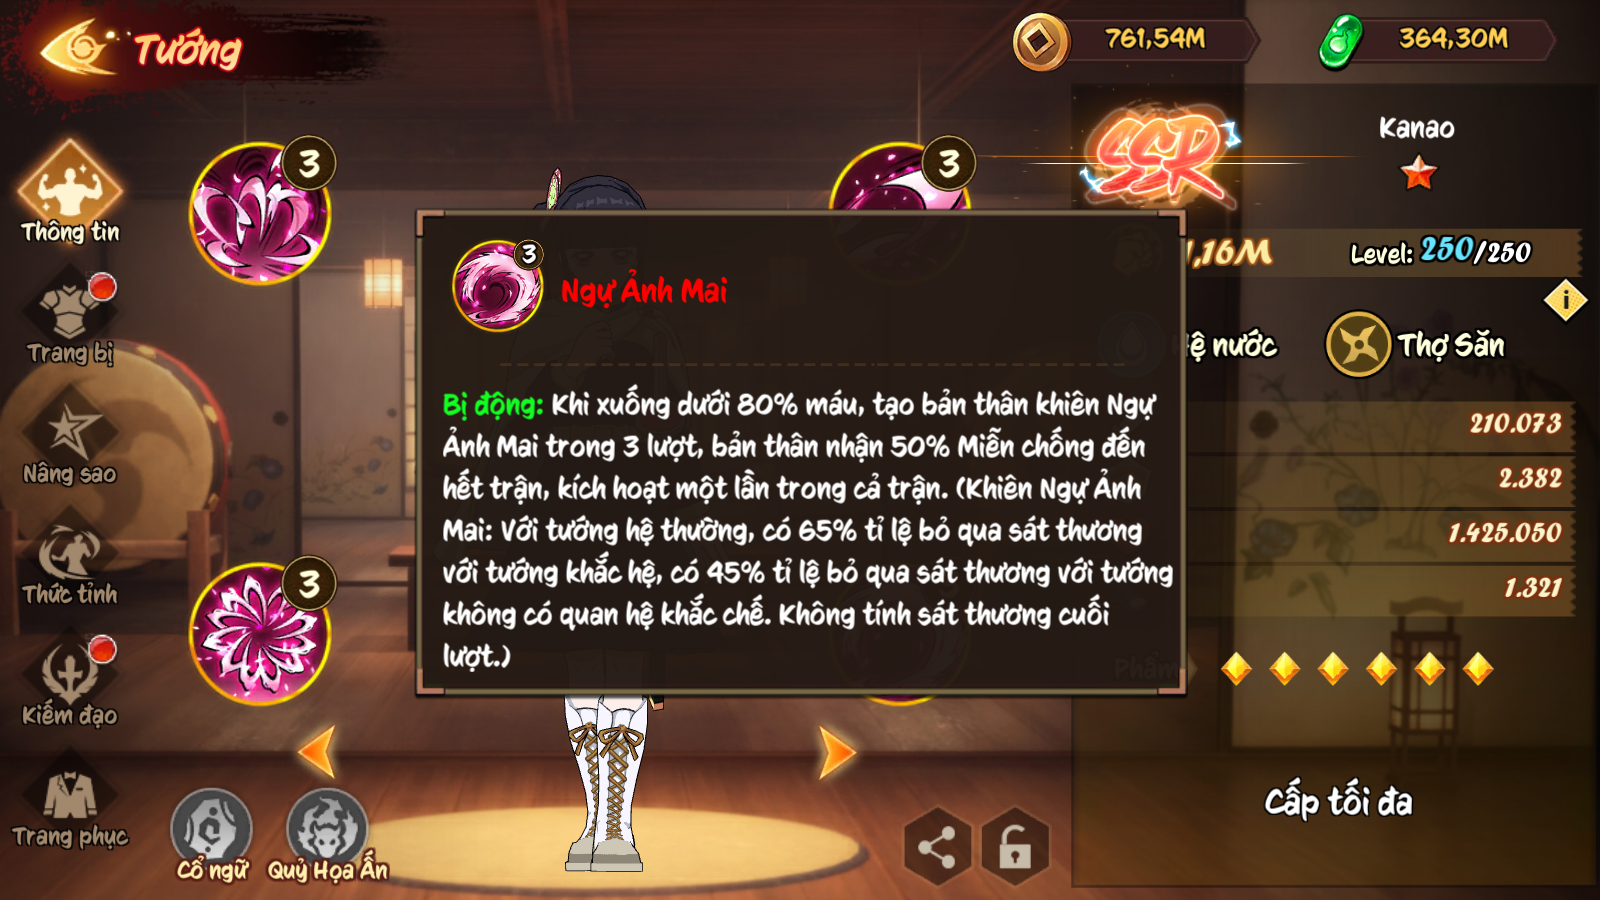 Tướng
761,54M
364,30M
Thông tin
Trang bị
Nâng sao
Thức tỉnh
Kiếm đạo
Trang phục
3
3
3
SSR
Kanao
1,16M
Level: 250/250
Hệ nước
Thợ Săn
210.073
2.382
1.425.050
1.321
3
Ngự Ảnh Mai
Bị động: Khi xuống dưới 80% máu, tạo bản thân khiên Ngự
Ảnh Mai trong 3 lượt, bản thân nhận 50% Miễn chống đến
hết trận, kích hoạt một lần trong cả trận. (Khiên Ngự Ảnh
Mai: Với tướng hệ thường, có 65% tỉ lệ bỏ qua sát thương
với tướng khắc hệ, có 45% tỉ lệ bỏ qua sát thương với tướng
không có quan hệ khắc chế. Không tính sát thương cuối
lượt.)
Phẩm
Cấp tối đa
Cổ ngữ
Quỷ Họa Ấn